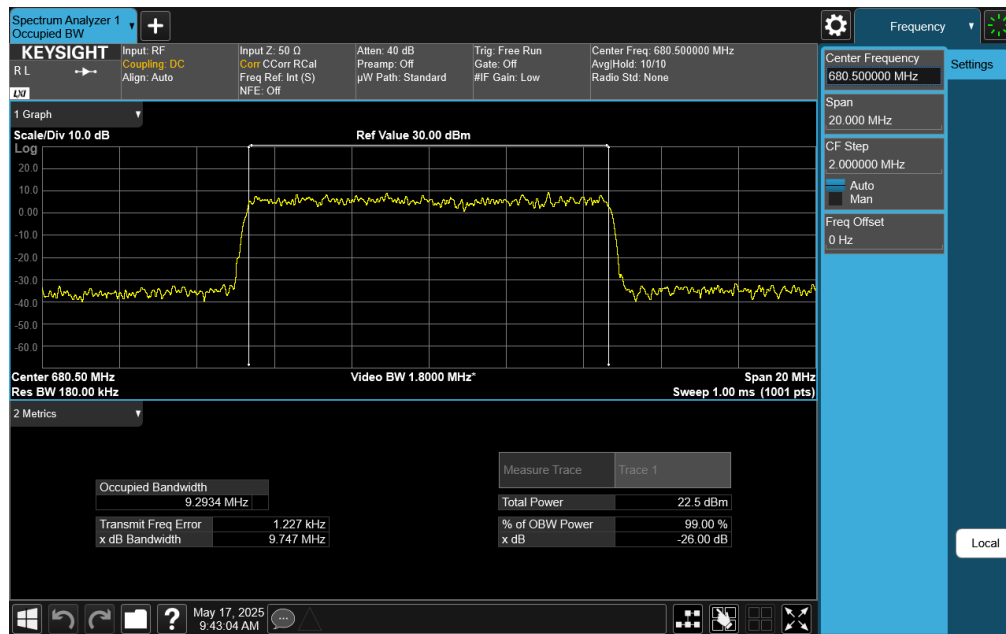 Spectrum Analyzer 1
Occupied BW
Frequency
KEYSIGHT
R L
LXI
Input: RF
Coupling: DC
Align: Auto
Input Z: 50 Ω
Corr CCorr RCal
Freq Ref: Int (S)
NFE: Off
Atten: 40 dB
Preamp: Off
µW Path: Standard
Trig: Free Run
Gate: Off
#IF Gain: Low
Center Freq: 680.500000 MHz
Avg|Hold: 10/10
Radio Std: None
Center Frequency
680.500000 MHz
Settings
Span
20.000 MHz
CF Step
2.000000 MHz
Auto
Man
Freq Offset
0 Hz
Local
1 Graph
Scale/Div 10.0 dB
Ref Value 30.00 dBm
Log
20.0
10.0
0.00
-10.0
-20.0
-30.0
-40.0
-50.0
-60.0
Center 680.50 MHz
Video BW 1.8000 MHz*
Span 20 MHz
Res BW 180.00 kHz
Sweep 1.00 ms (1001 pts)
2 Metrics
Measure Trace Trace 1
Occupied Bandwidth
9.2934 MHz
Total Power 22.5 dBm
Transmit Freq Error 1.227 kHz
% of OBW Power 99.00 %
x dB Bandwidth 9.747 MHz
x dB -26.00 dB
?
May 17, 2025
9:43:04 AM